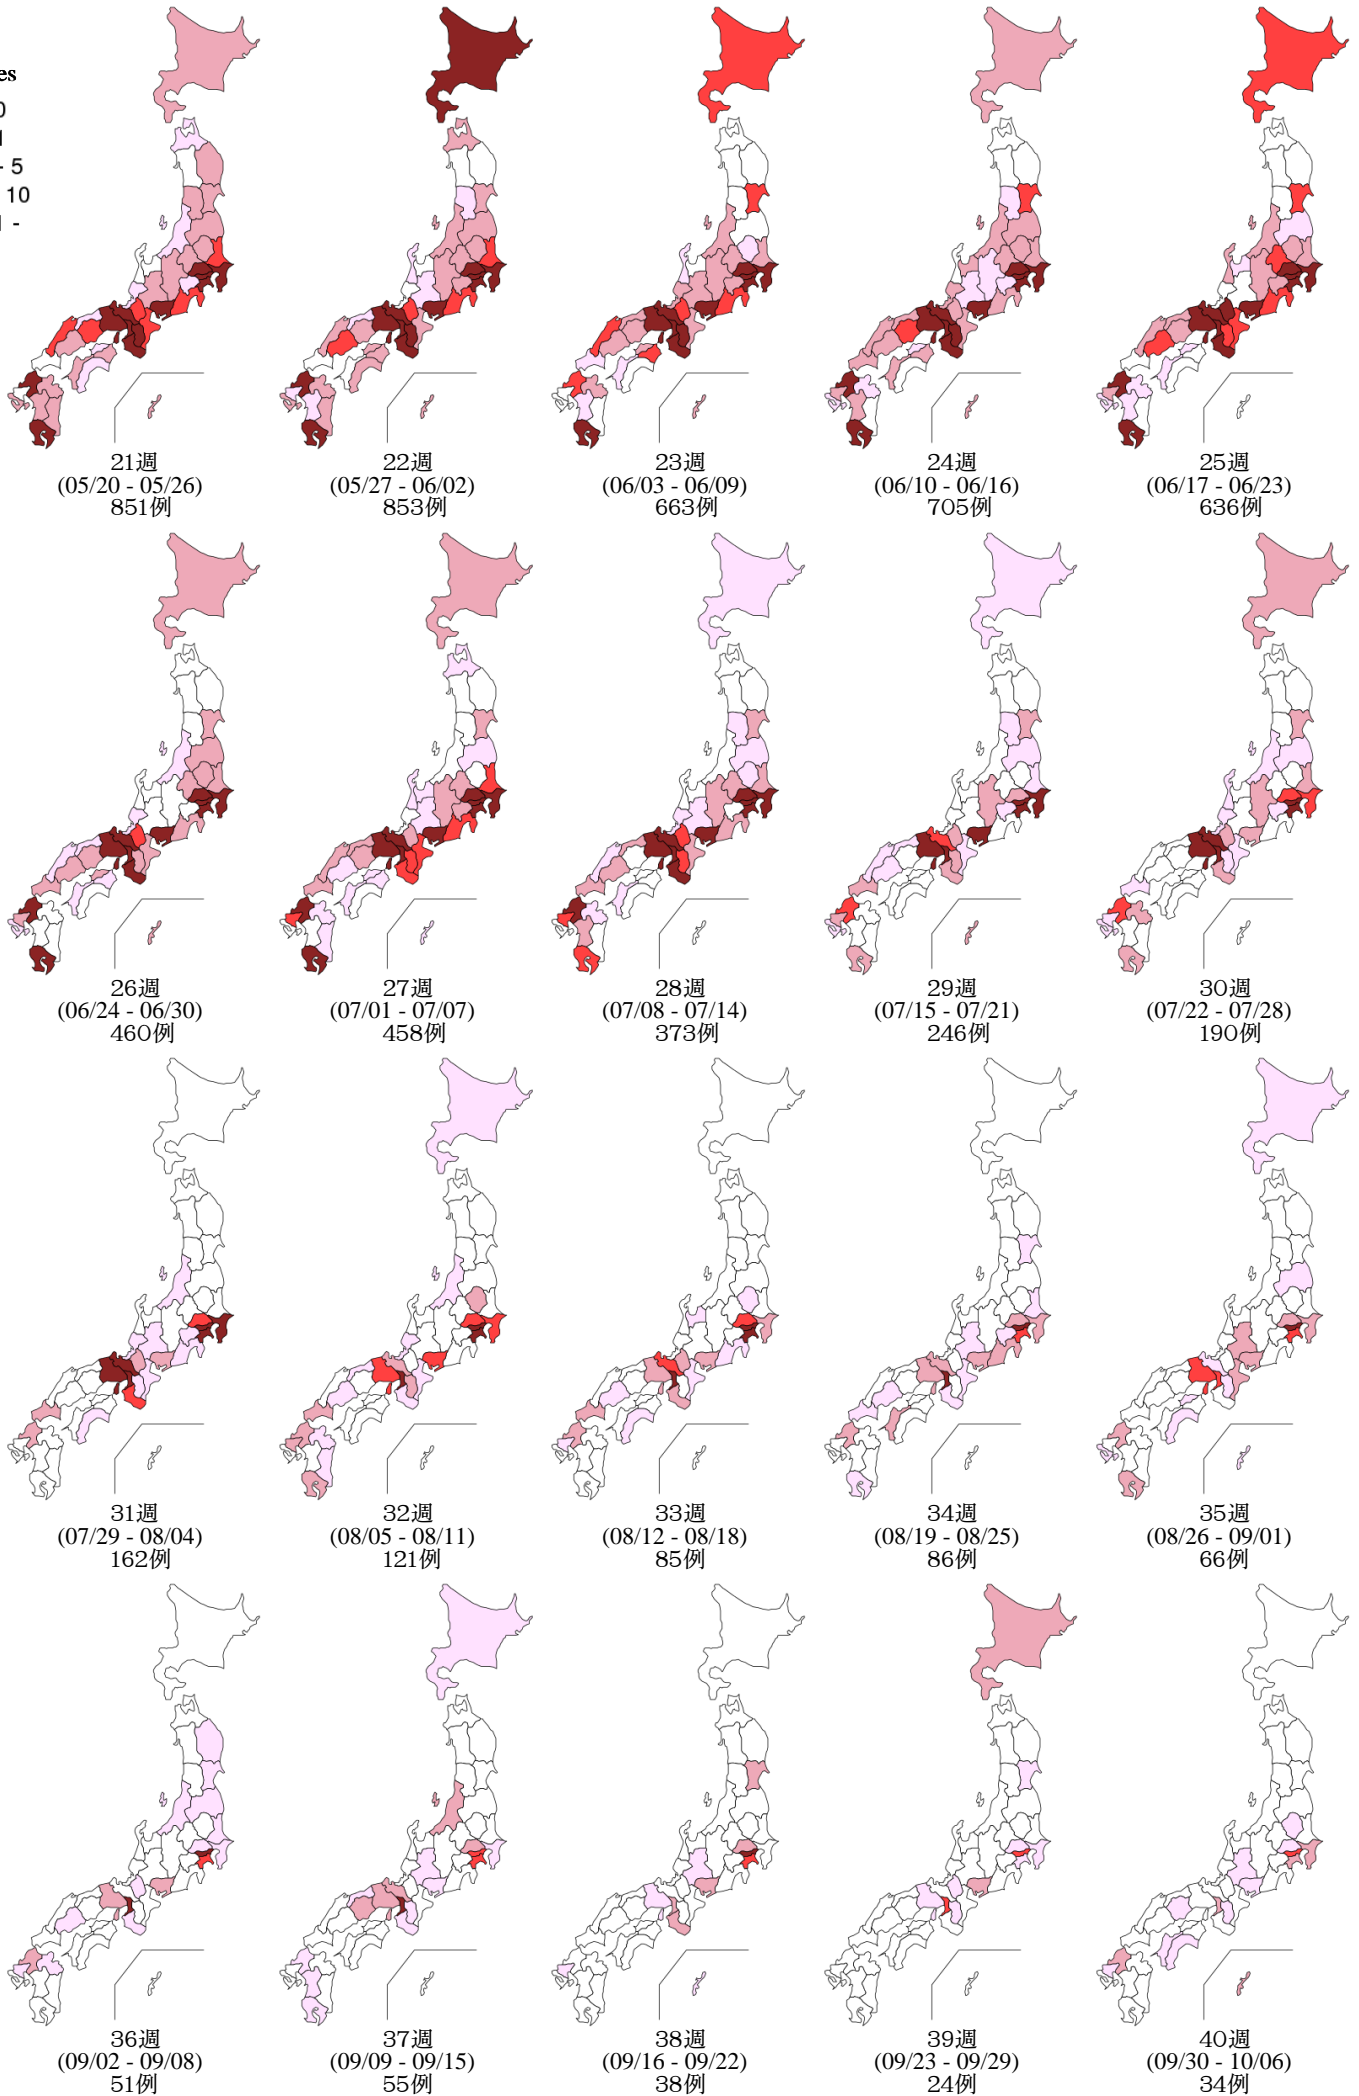 es
0
1
- 5
10
1 -
21週
(05/20 - 05/26)
851例
22週
(05/27 - 06/02)
853例
23週
(06/03 - 06/09)
663例
24週
(06/10 - 06/16)
705例
25週
(06/17 - 06/23)
636例
26週
(06/24 - 06/30)
460例
27週
(07/01 - 07/07)
458例
28週
(07/08 - 07/14)
373例
29週
(07/15 - 07/21)
246例
30週
(07/22 - 07/28)
190例
31週
(07/29 - 08/04)
162例
32週
(08/05 - 08/11)
121例
33週
(08/12 - 08/18)
85例
34週
(08/19 - 08/25)
86例
35週
(08/26 - 09/01)
66例
36週
(09/02 - 09/08)
51例
37週
(09/09 - 09/15)
55例
38週
(09/16 - 09/22)
38例
39週
(09/23 - 09/29)
24例
40週
(09/30 - 10/06)
34例